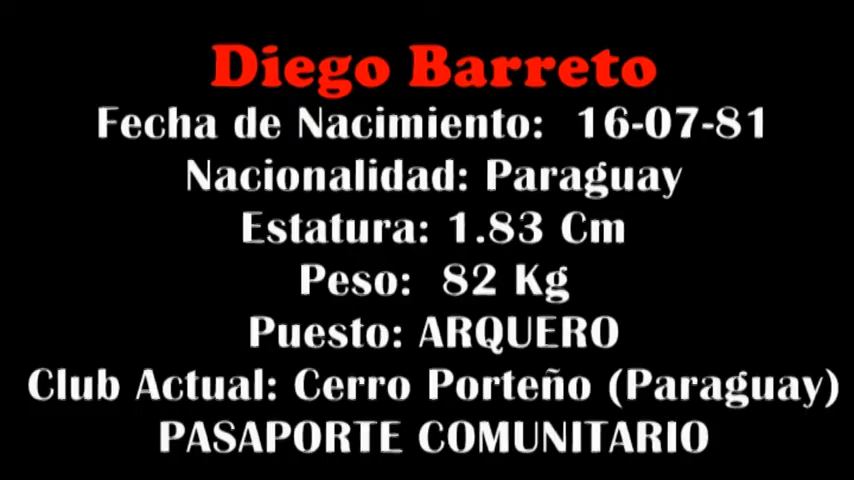 Diego Barreto
Fecha de Nacimiento: 16-07-81
Nacionalidad: Paraguay
Estatura: 1.83 Cm
Peso: 82 Kg
Puesto: ARQUERO
Club Actual: Cerro Porteño (Paraguay)
PASAPORTE COMUNITARIO